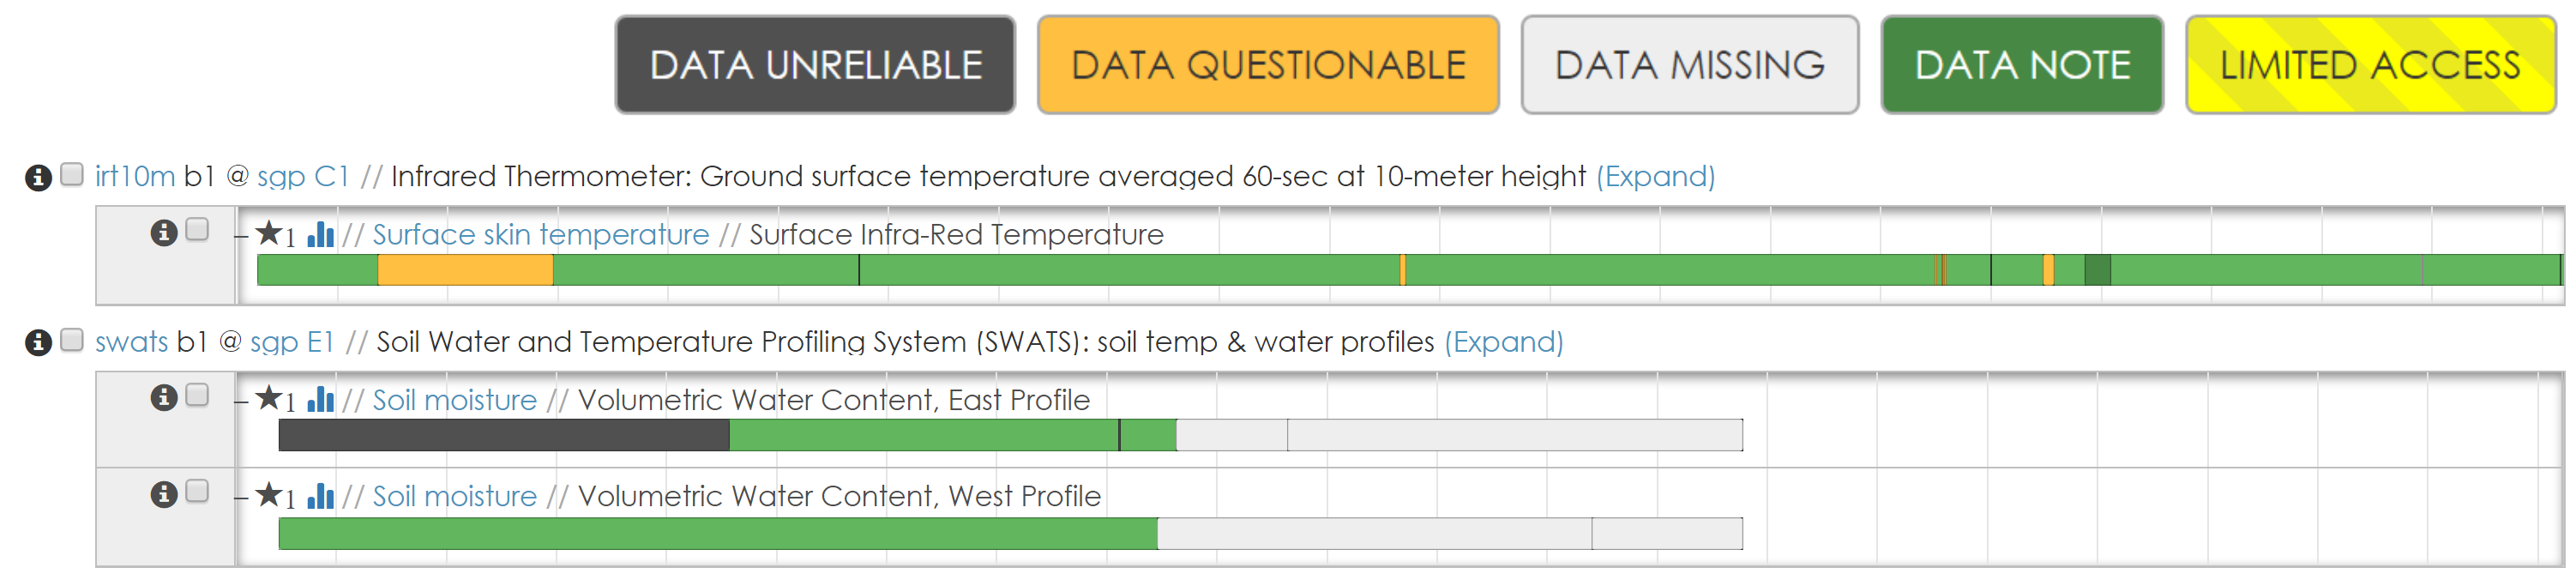 DATA UNRELIABLE DATA QUESTIONABLE DATA MISSING DATA NOTE LIMITED ACCESS
irt10m b1 @ sgp C1 // Infrared Thermometer: Ground surface temperature averaged 60-sec at 10-meter height (Expand)
1 // Surface skin temperature // Surface Infra-Red Temperature
swats b1 @ sgp E1 // Soil Water and Temperature Profiling System (SWATS): soil temp & water profiles (Expand)
1 // Soil moisture // Volumetric Water Content, East Profile
1 // Soil moisture // Volumetric Water Content, West Profile